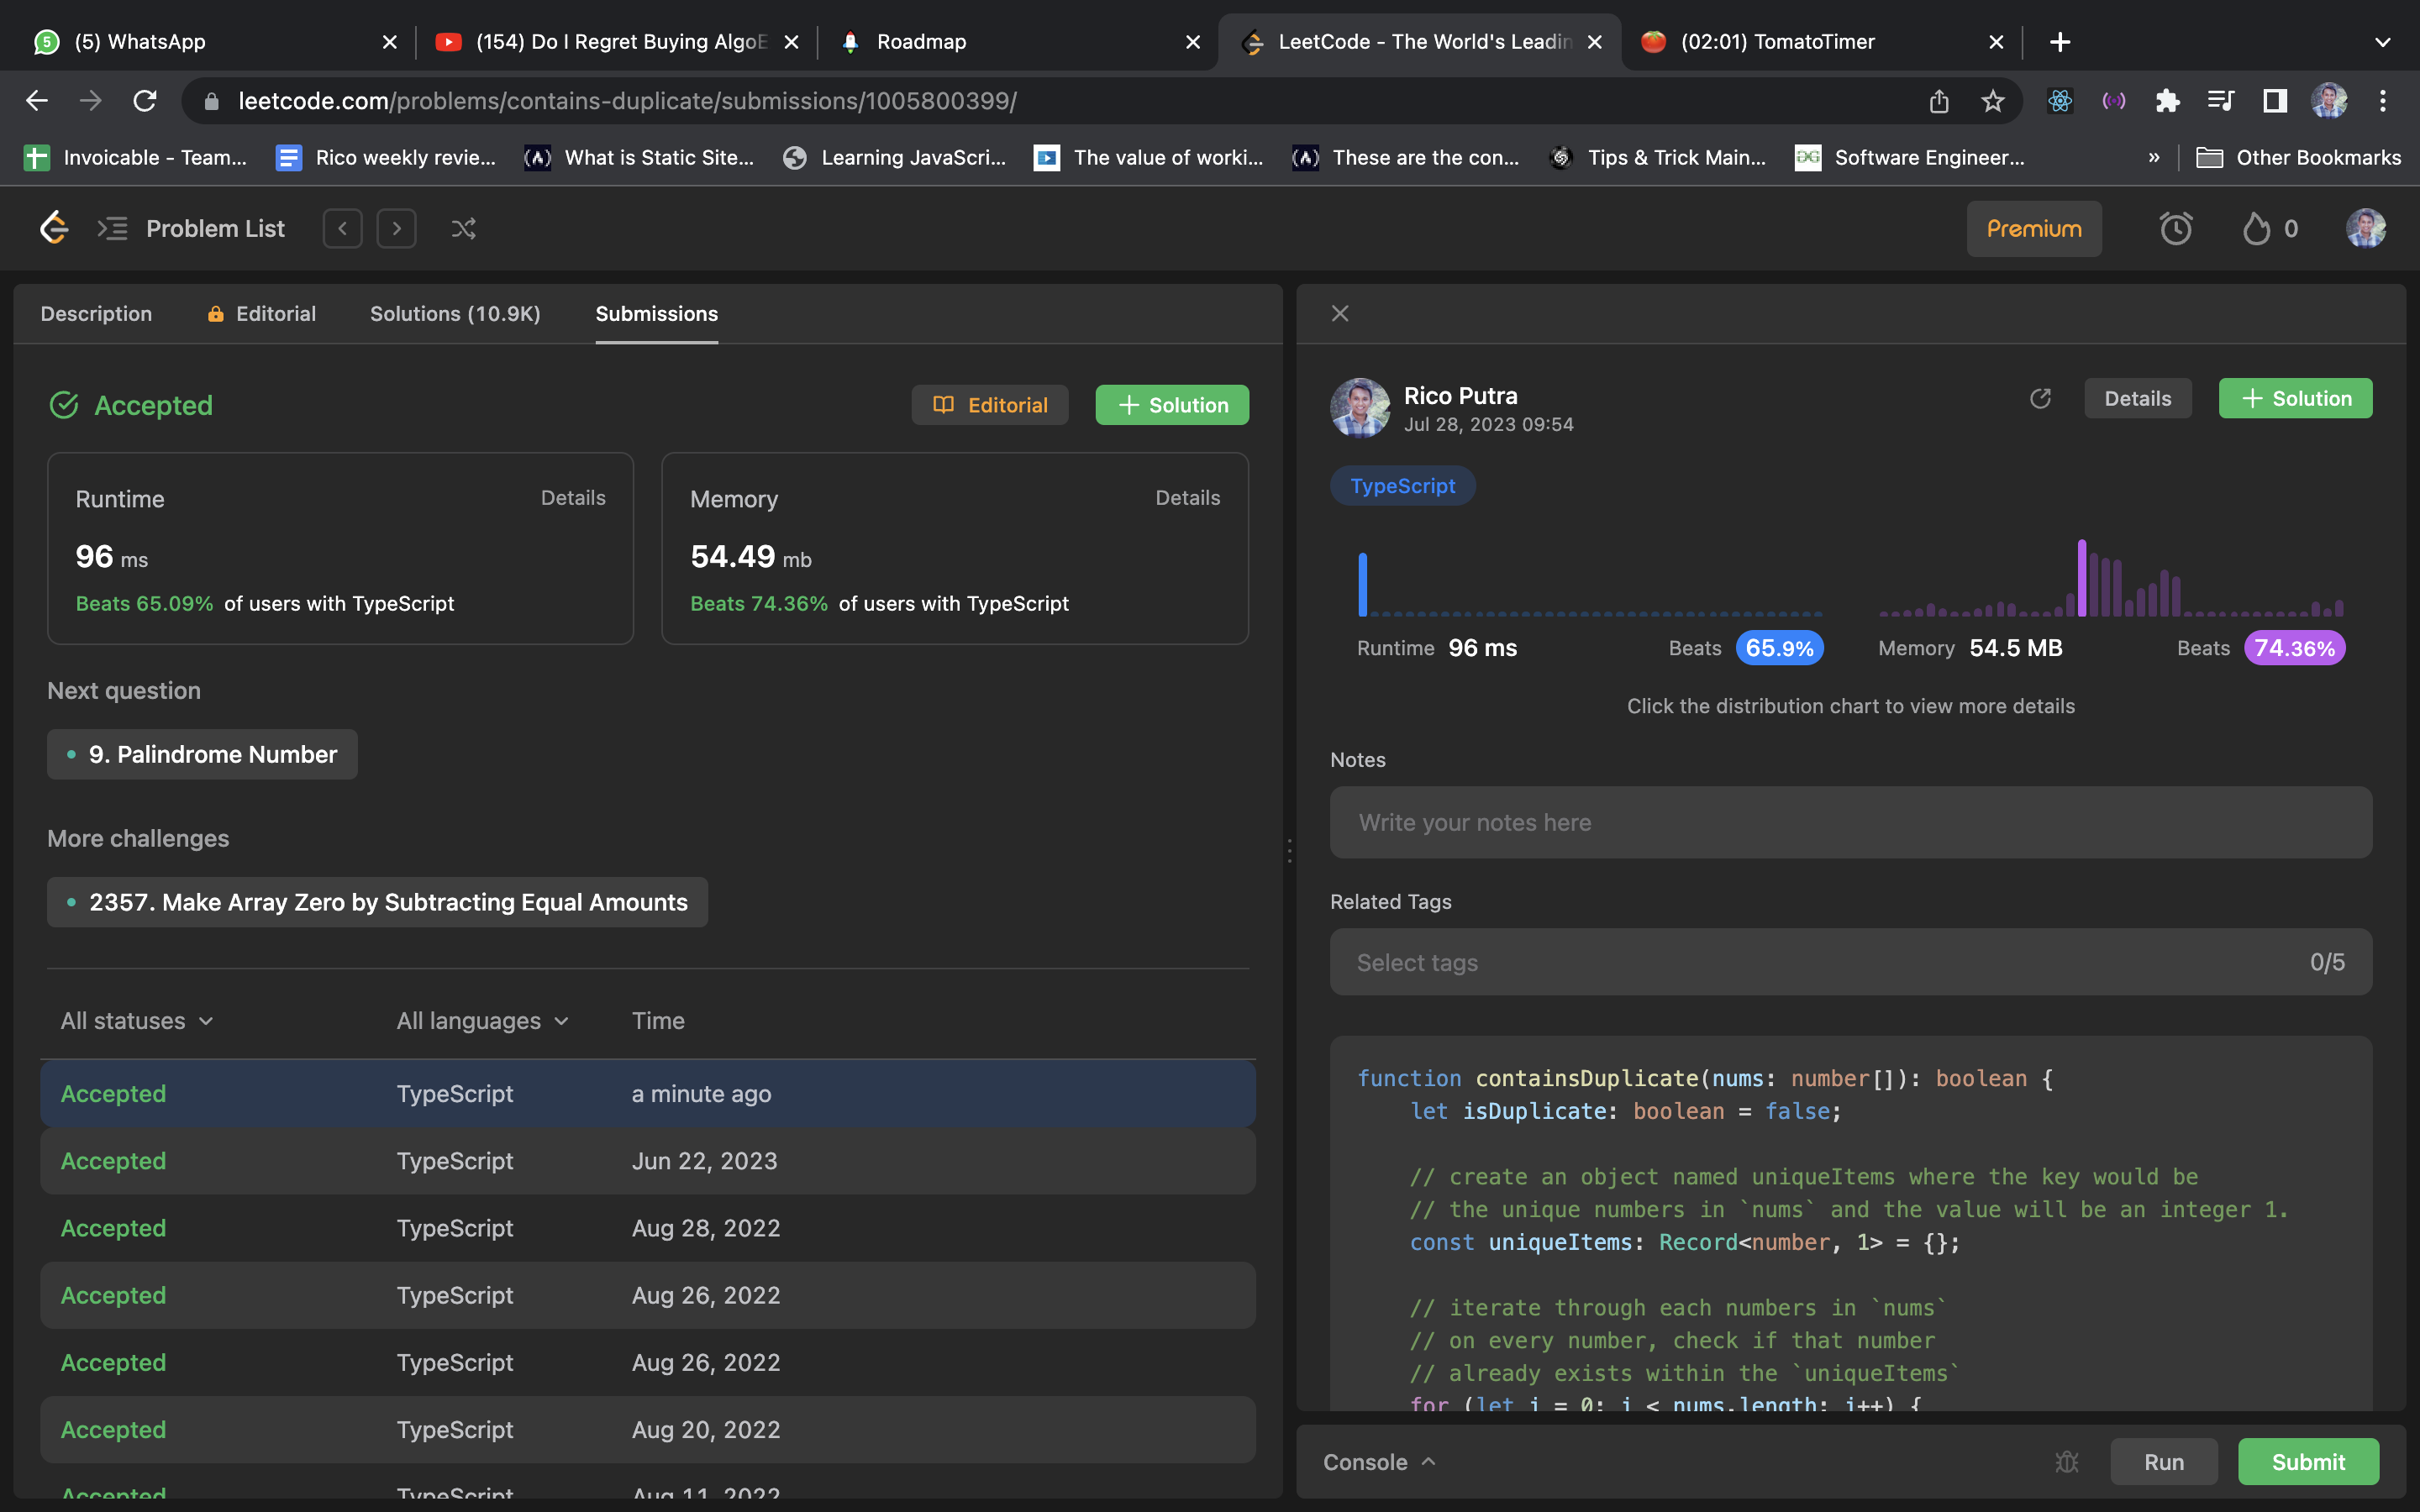 (5) WhatsApp
(154) Do I Regret Buying AlgoE
Roadmap
LeetCode - The World's Leadin
(02:01) TomatoTimer
leetcode.com/problems/contains-duplicate/submissions/1005800399/
Invoicable - Team...
Rico weekly revie...
What is Static Site...
Learning JavaScri...
The value of worki...
These are the con...
Tips & Trick Main...
Software Engineer...
Other Bookmarks
Problem List
Premium
0
Description
Editorial
Solutions (10.9K)
Submissions
Accepted
Editorial
+ Solution
Runtime
Details
96 ms
Beats 65.09% of users with TypeScript
Memory
Details
54.49 mb
Beats 74.36% of users with TypeScript
Next question
9. Palindrome Number
More challenges
2357. Make Array Zero by Subtracting Equal Amounts
All statuses
All languages
Time
Accepted TypeScript a minute ago
Accepted TypeScript Jun 22, 2023
Accepted TypeScript Aug 28, 2022
Accepted TypeScript Aug 26, 2022
Accepted TypeScript Aug 26, 2022
Accepted TypeScript Aug 20, 2022
Accepted TypeScript Aug 11, 2022
Rico Putra
Jul 28, 2023 09:54
Details
+ Solution
TypeScript
Runtime 96 ms
Beats 65.9%
Memory 54.5 MB
Beats 74.36%
Click the distribution chart to view more details
Notes
Write your notes here
Related Tags
Select tags
0/5
function containsDuplicate(nums: number[]): boolean {
let isDuplicate: boolean = false;
// create an object named uniqueItems where the key would be
// the unique numbers in `nums` and the value will be an integer 1.
const uniqueItems: Record<number, 1> = {};
// iterate through each numbers in `nums`
// on every number, check if that number
// already exists within the `uniqueItems`
for (let i = 0; i < nums.length; i++) {
Console
Run
Submit